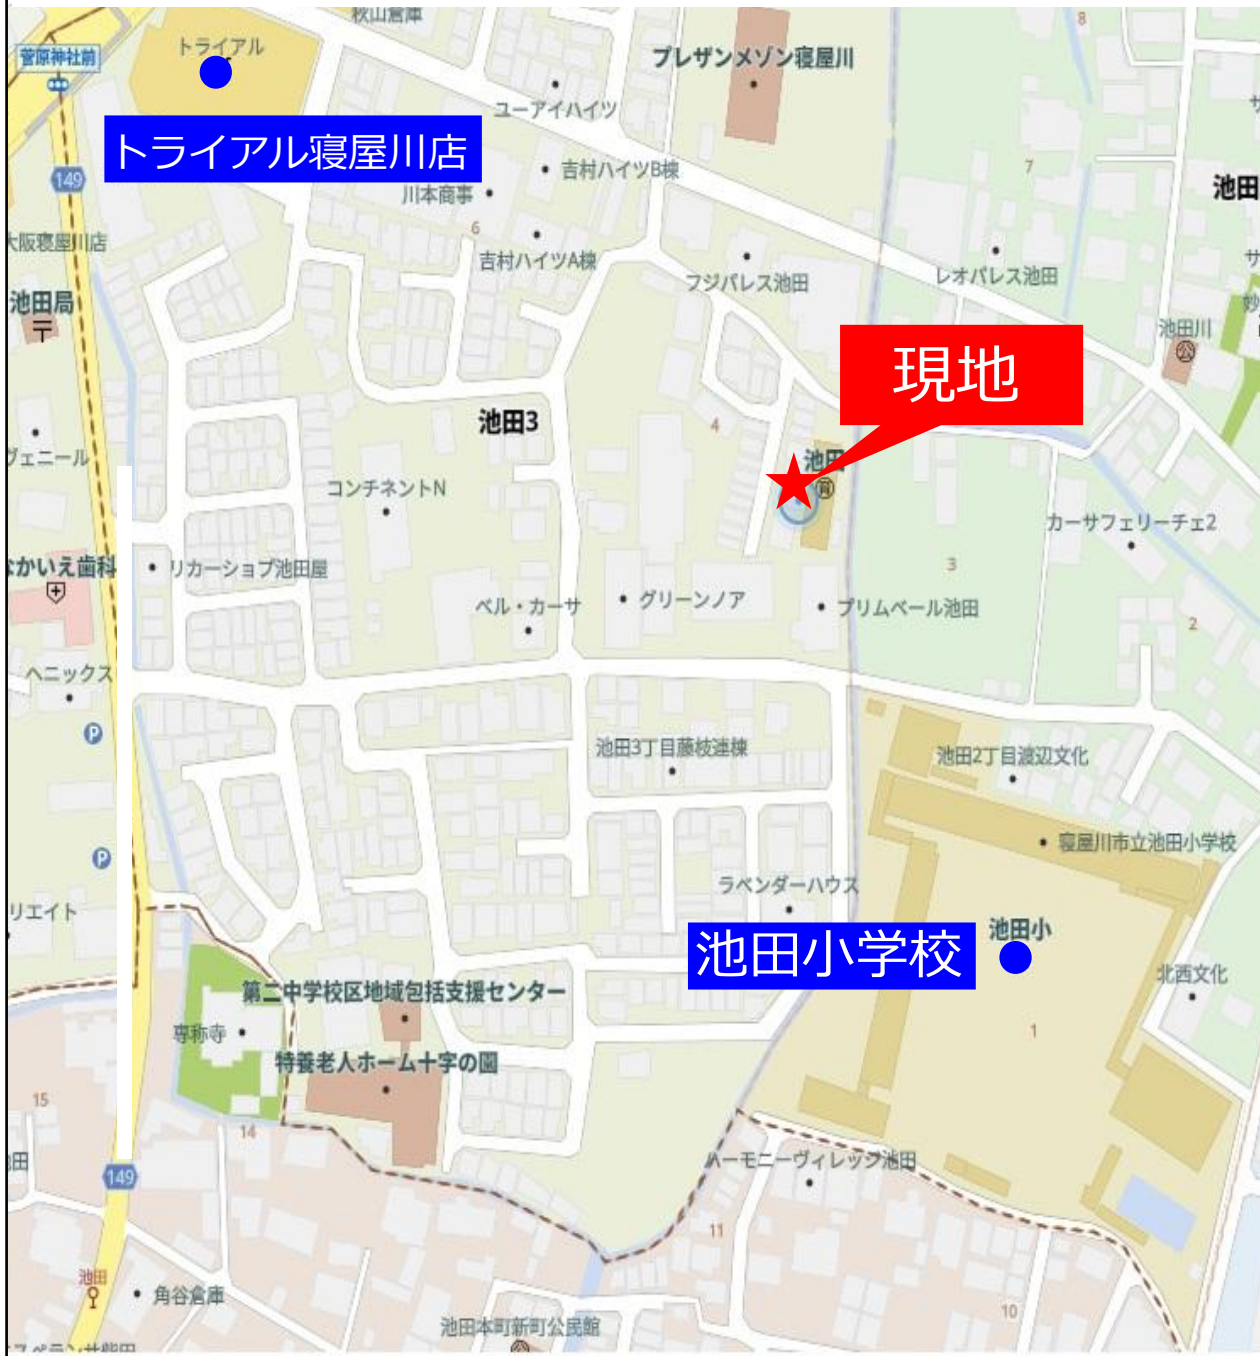 秋山倉庫
8
菅原神社前
トライアル
プレザンメゾン寝屋川
ユーアイハイツ
トライアル寝屋川店
149
川本商事
吉村ハイツB棟
7
池田
6
吉村ハイツA棟
大阪寝屋川店
フジパレス池田
レオパレス池田
サ
池田局
妙
池田川
公
現地
池田3
4
池田
ヴェニール
コンチネントN
カーサフェリーチェ2
なかいえ歯科
リカーショップ池田屋
3
ベル・カーサ
グリーンノア
プリムベール池田
2
ヘニックス
P
池田3丁目藤枝連棟
池田2丁目渡辺文化
寝屋川市立池田小学校
P
ラベンダーハウス
リエイト
池田小学校
池田小
北西文化
第二中学校区地域包括支援センター
専称寺
1
特養老人ホーム十字の園
15
14
田
149
ハーモニーヴィレッジ池田
11
池田
角谷倉庫
10
池田本町新町公民館